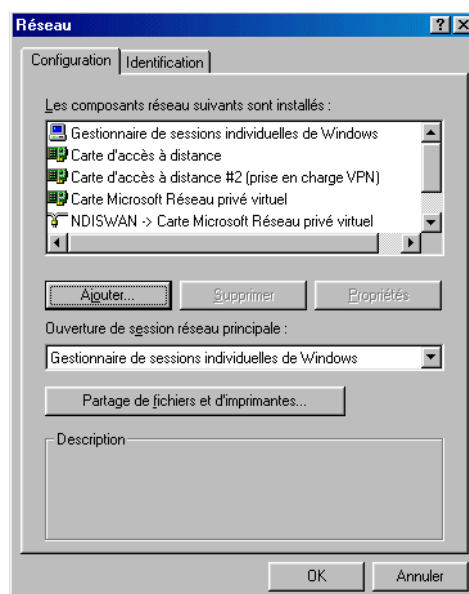 Réseau
Configuration
Identification
Les composants réseau suivants sont installés :
Gestionnaire de sessions individuelles de Windows
Carte d'accès à distance
Carte d'accès à distance #2 (prise en charge VPN)
Carte Microsoft Réseau privé virtuel
NDISWAN -> Carte Microsoft Réseau privé virtuel
Ajouter...
Supprimer
Propriétés
Ouverture de session réseau principale :
Gestionnaire de sessions individuelles de Windows
Partage de fichiers et d'imprimantes...
Description
OK
Annuler